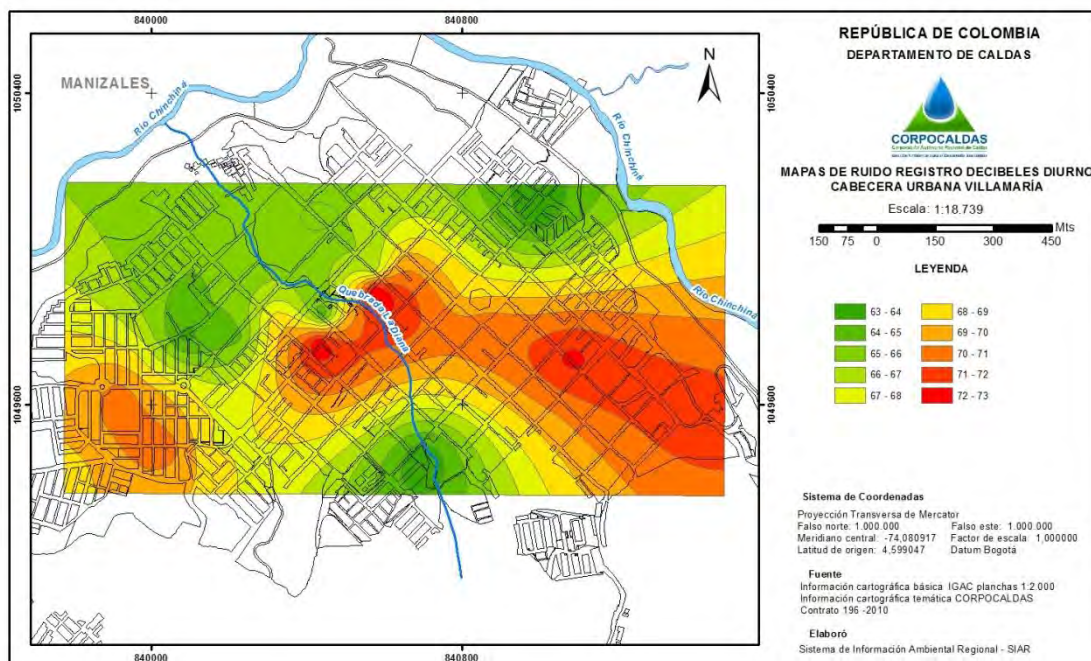 840000
840800
MANIZALES
Río Chinchina
N
Río Chinchina
Río Chinchina
Quebrada La Diana
1050400
1050400
1049600
1049600
840000
840800
REPÚBLICA DE COLOMBIA
DEPARTAMENTO DE CALDAS
CORPOCALDAS
MAPAS DE RUIDO REGISTRO DECIBELES DIURNO
CABECERA URBANA VILLAMARÍA
Escala: 1:18.739
Mts
150 75 0 150 300 450
LEYENDA
63 - 64
64 - 65
65 - 66
66 - 67
67 - 68
68 - 69
69 - 70
70 - 71
71 - 72
72 - 73
Sistema de Coordenadas
Proyección Transversa de Mercator
Falso norte: 1.000.000 Falso este: 1.000.000
Meridiano central: -74,080917 Factor de escala: 1,000000
Latitud de origen: 4,599047 Datum Bogotá
Fuente
Información cartográfica básica IGAC planchas 1:2.000
Información cartográfica temática CORPOCALDAS
Contrato 196 -2010
Elaboró
Sistema de Información Ambiental Regional - SIAR